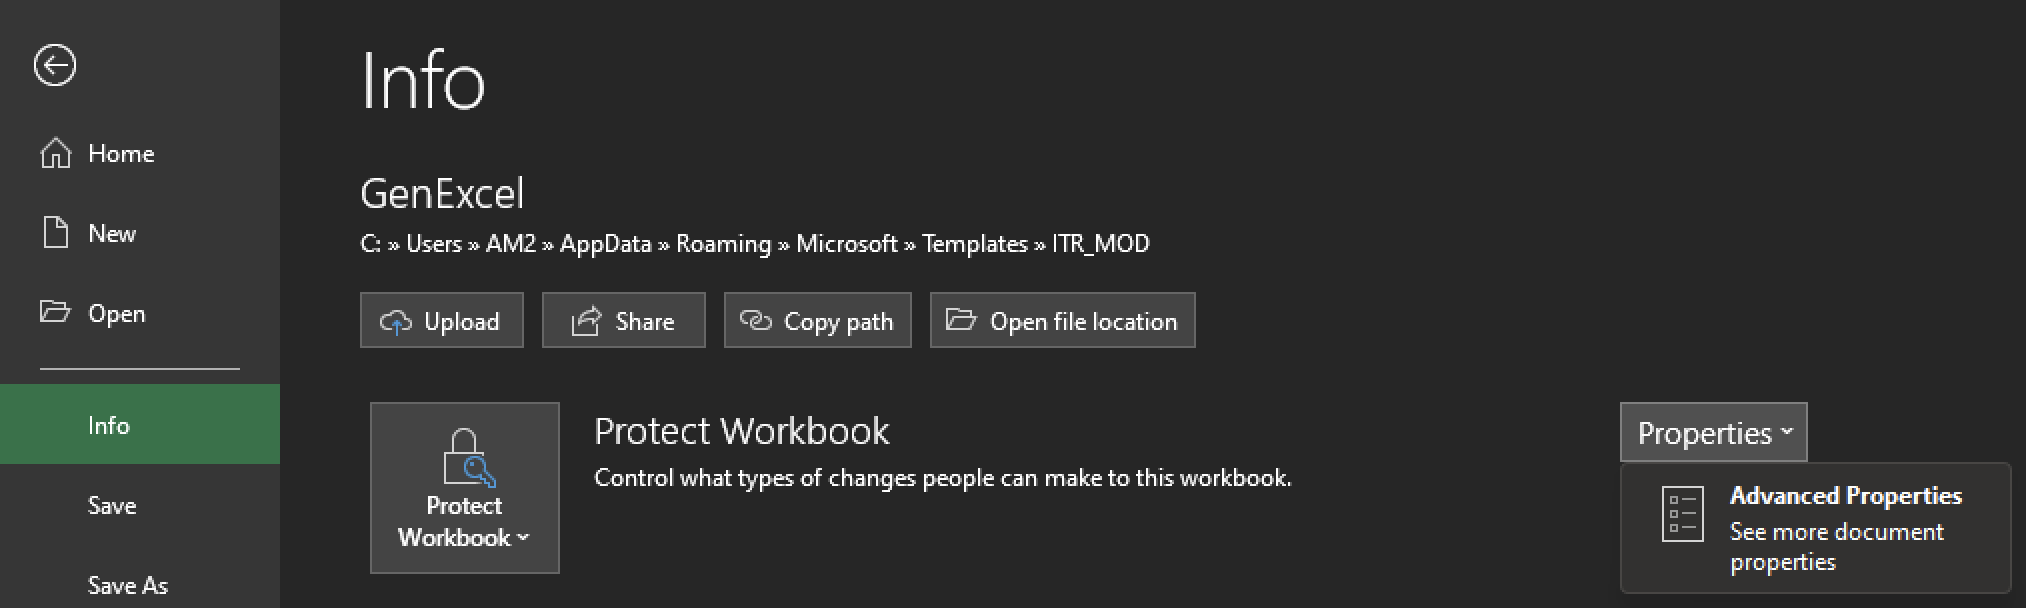 Info
Home
GenExcel
New
C: » Users » AM2 » AppData » Roaming » Microsoft » Templates » ITR_MOD
Open
Upload
Share
Copy path
Open file location
Info
Protect Workbook
Control what types of changes people can make to this workbook.
Protect
Workbook
Properties
Advanced Properties
See more document
properties
Save
Save As